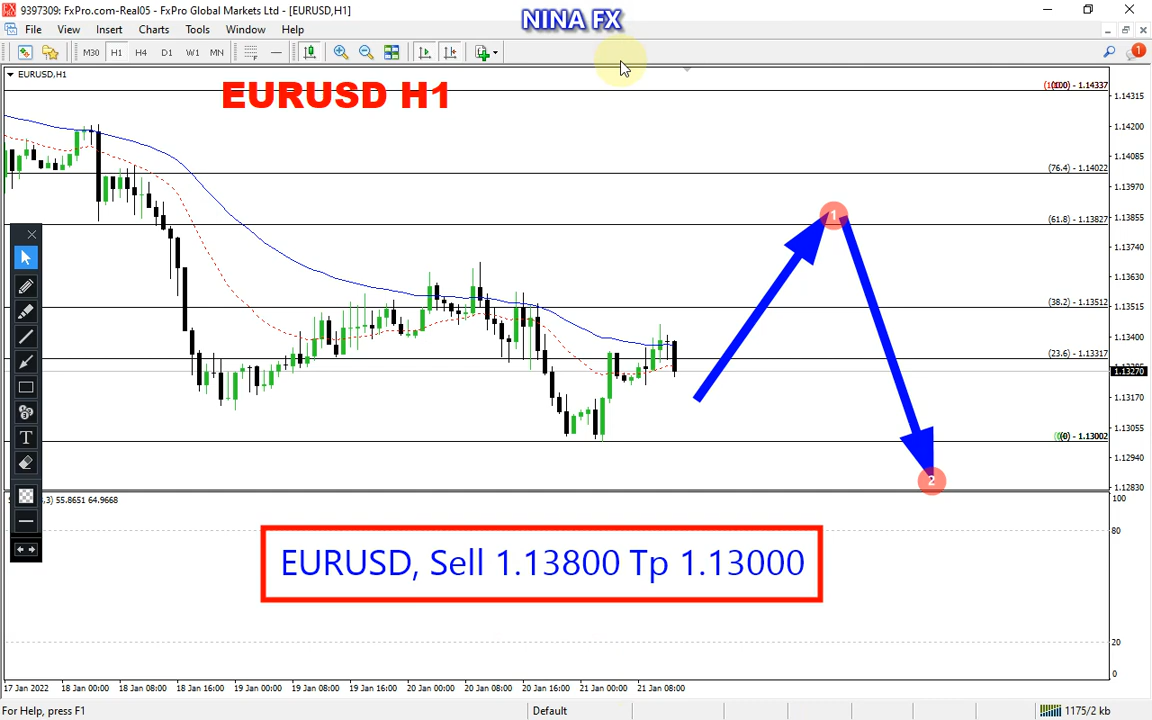 9397309: FxPro.com-Real05 - FxPro Global Markets Ltd - [EURUSD,H1]
NINA FX
File View Insert Charts Tools Window Help
M30 H1 H4 D1 W1 MN
1
EURUSD,H1
EURUSD H1
1.14337
1.14315
1.14200
1.14085
(76.4) - 1.14022
1.13970
1
(61.8) - 1.13827
1.13855
1.13740
1.13630
(38.2) - 1.13512
1.13515
1.13400
(23.6) - 1.13317
1.13270
1.13170
1.13055
(0) - 1.13002
1.12940
2
1.12830
,3) 55.8651 64.9668
100
80
EURUSD, Sell 1.13800 Tp 1.13000
20
0
17 Jan 2022 18 Jan 00:00 18 Jan 08:00 18 Jan 16:00 19 Jan 00:00 19 Jan 08:00 19 Jan 16:00 20 Jan 00:00 20 Jan 08:00 20 Jan 16:00 21 Jan 00:00 21 Jan 08:00
For Help, press F1
Default
1175/2 kb